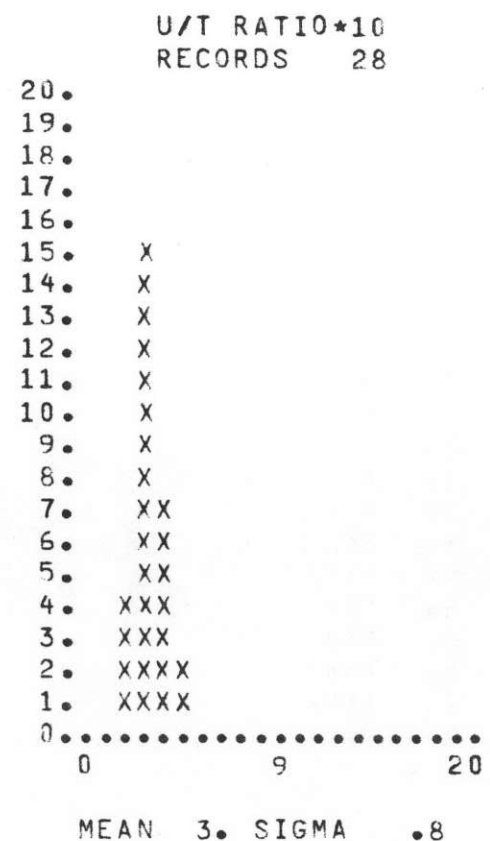 U/T RATIO*10
RECORDS 28
20.
19.
18.
17.
16.
15. X
14. X
13. X
12. X
11. X
10. X
9. X
8. X
7. XX
6. XX
5. XX
4. XXX
3. XXX
2. XXXX
1. XXXX
0......................
0 9 20
MEAN 3. SIGMA .8